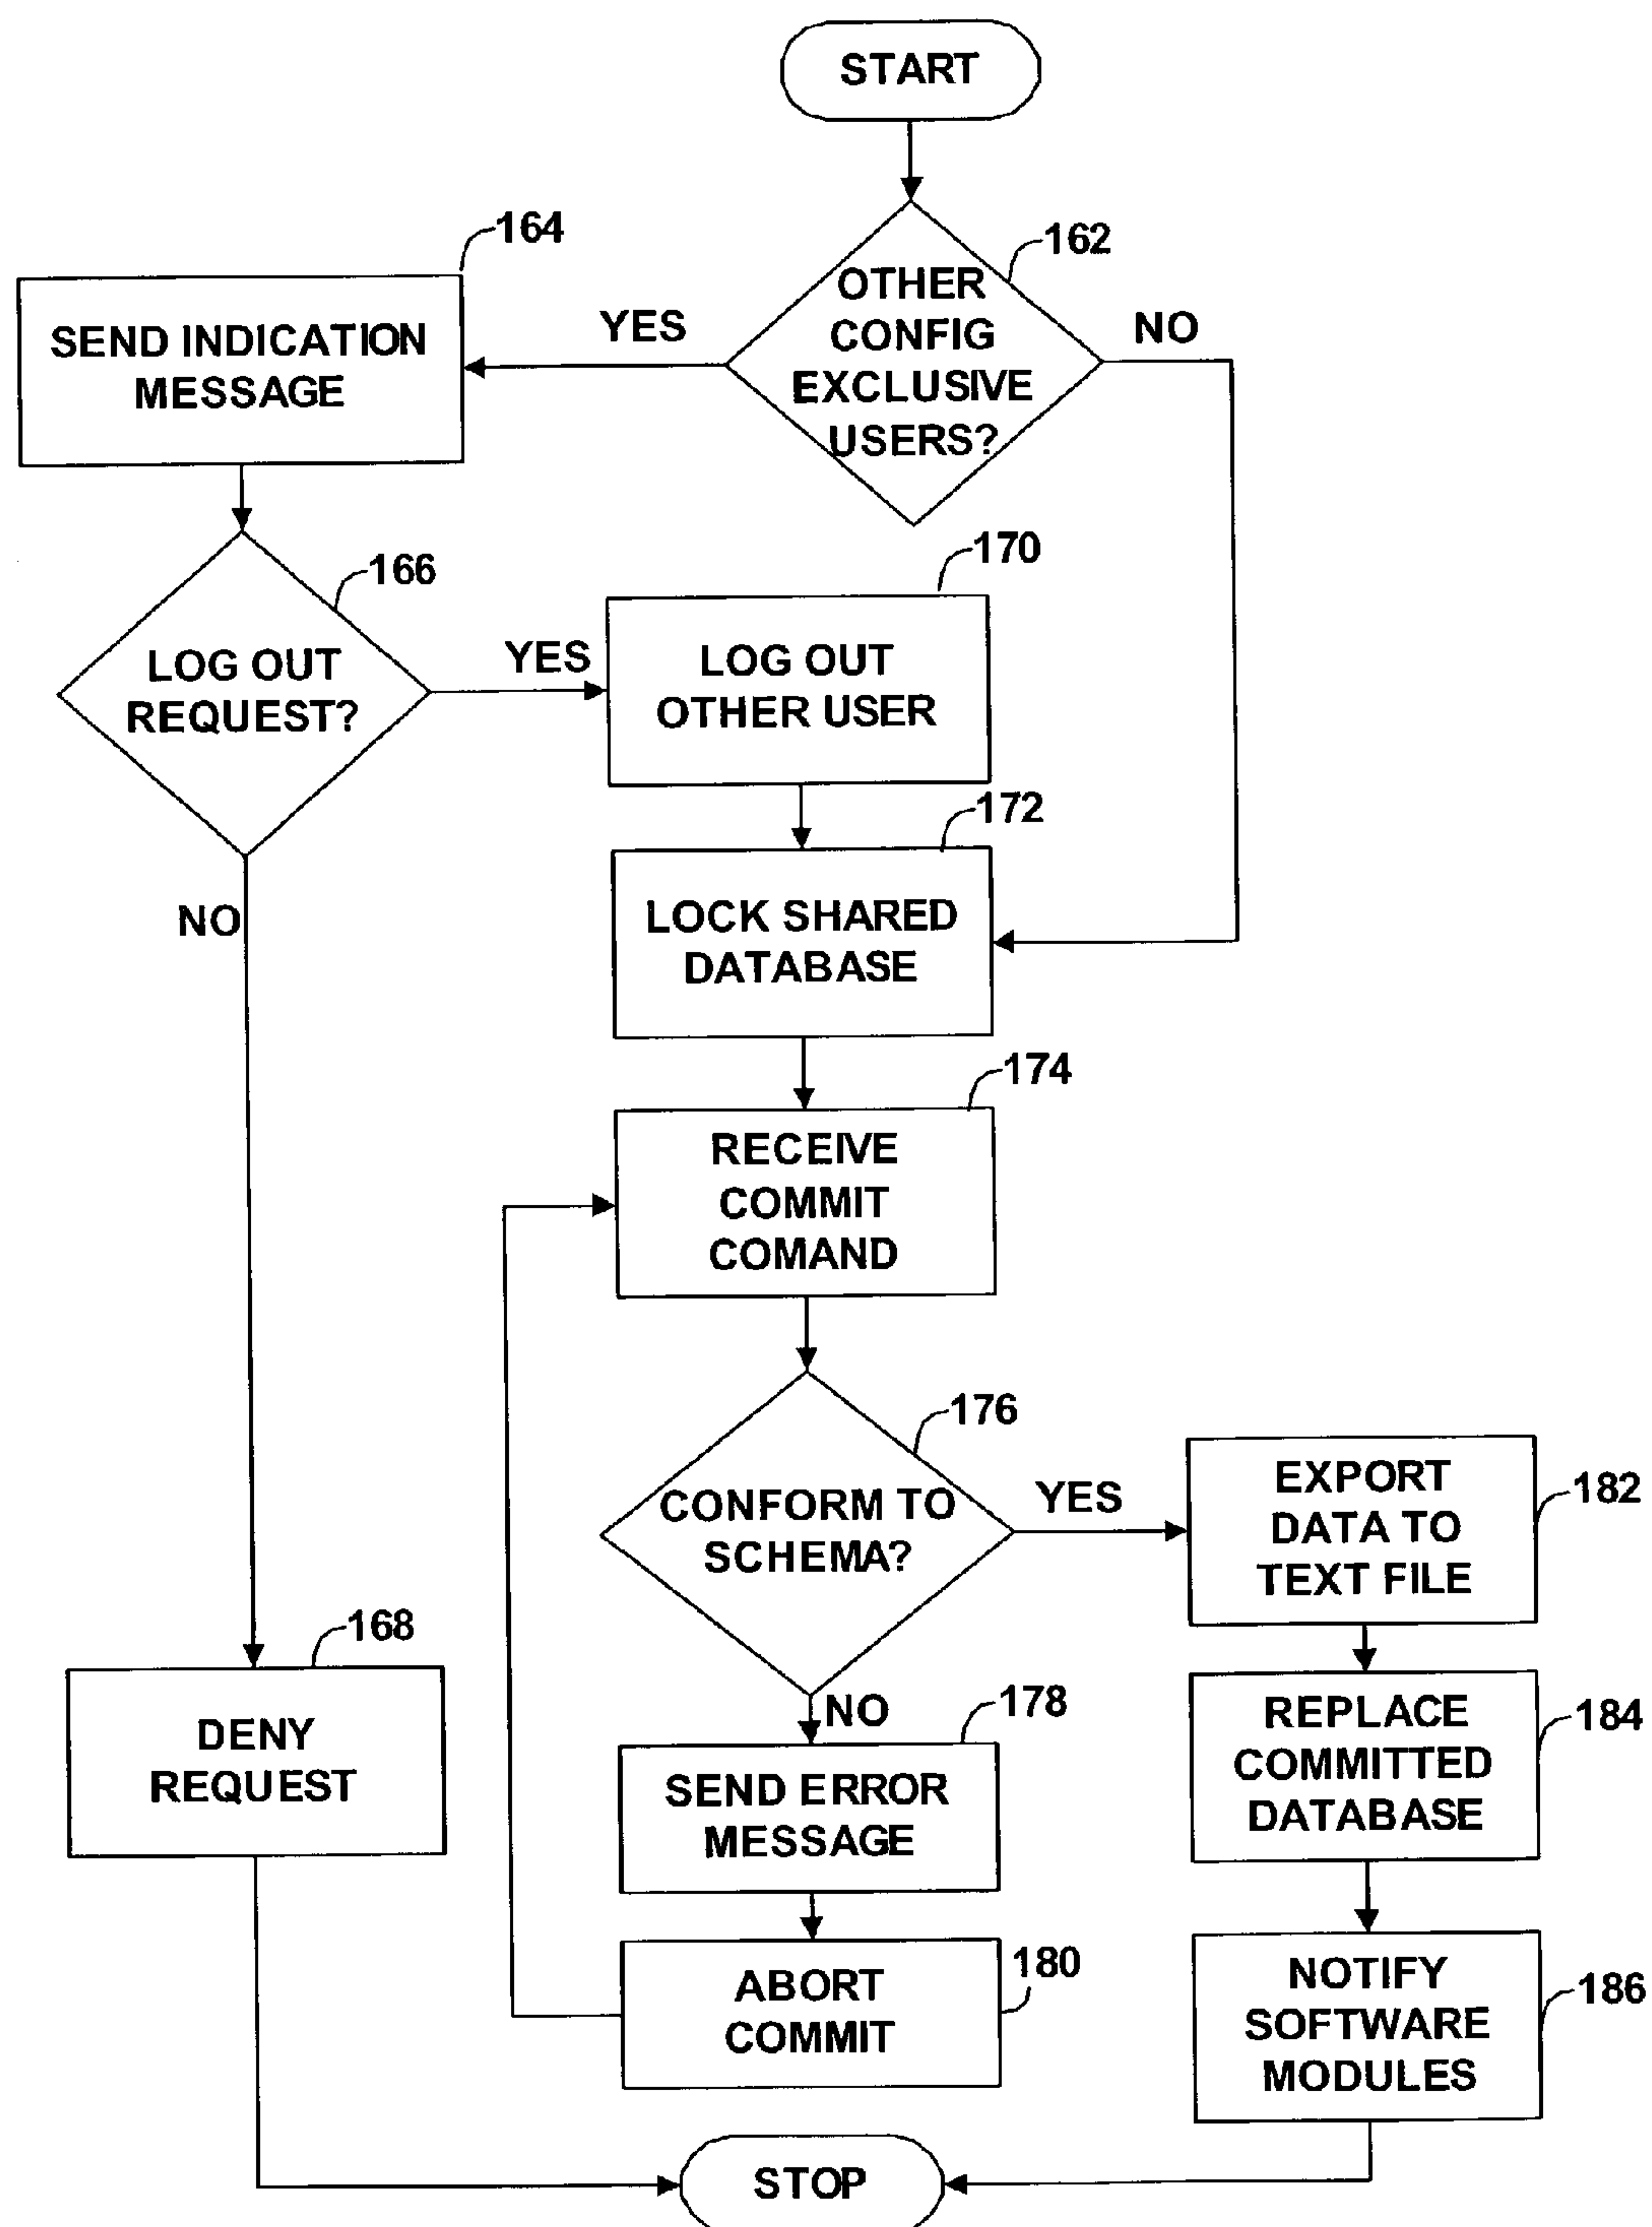 START
162
OTHER
CONFIG
EXCLUSIVE
USERS?
YES
NO
164
SEND INDICATION
MESSAGE
166
LOG OUT
REQUEST?
YES
NO
170
LOG OUT
OTHER USER
172
LOCK SHARED
DATABASE
174
RECEIVE
COMMIT
COMAND
176
CONFORM TO
SCHEMA?
YES
NO
182
EXPORT
DATA TO
TEXT FILE
168
DENY
REQUEST
178
SEND ERROR
MESSAGE
184
REPLACE
COMMITTED
DATABASE
180
ABORT
COMMIT
186
NOTIFY
SOFTWARE
MODULES
STOP